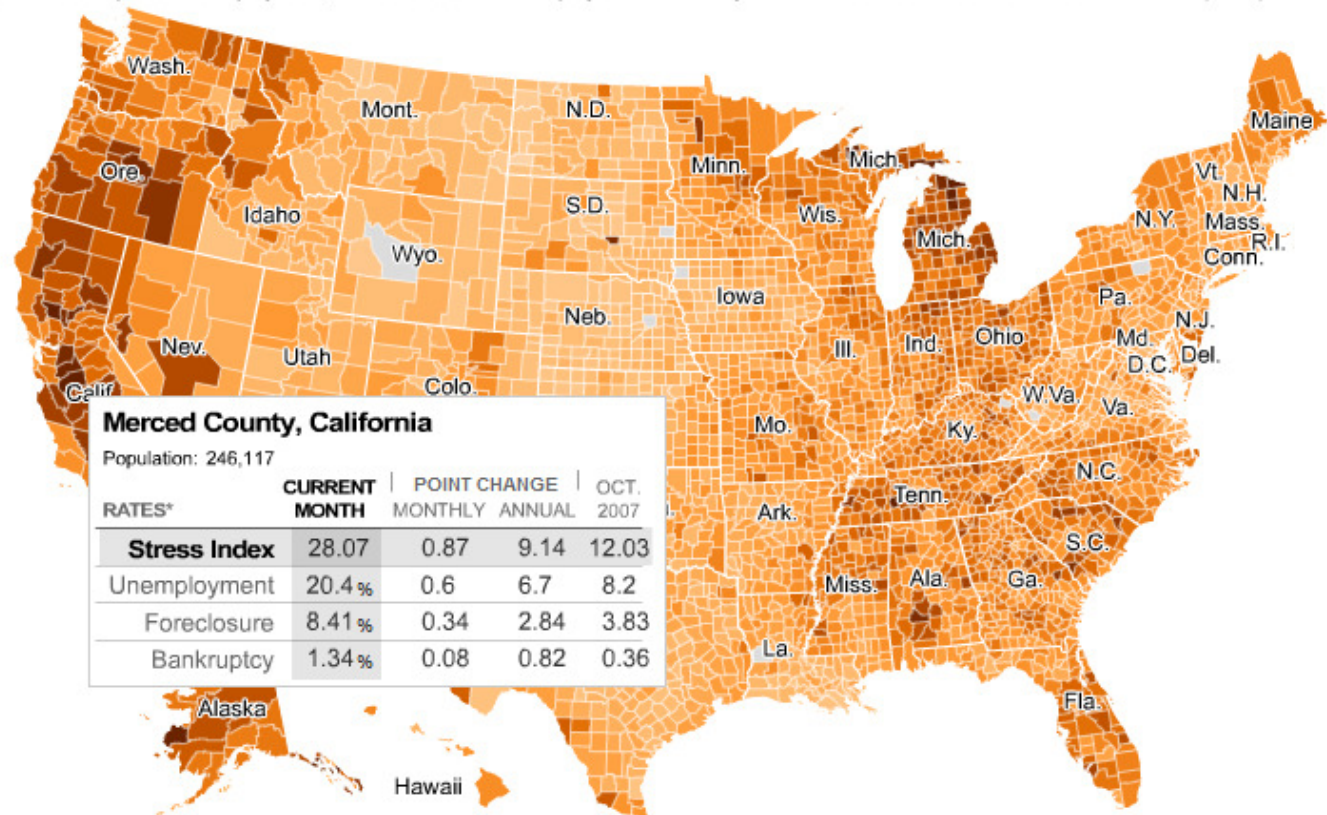 Wash.
Mont.
N.D.
Minn.
Mich.
Maine
Ore.
Idaho
S.D.
Wis.
Mich.
Vt.
N.H.
N.Y.
Mass.
R.I.
Conn.
Wyo.
Iowa
Pa.
Neb.
Ill.
Ind.
Ohio
N.J.
Md.
Del.
D.C.
Nev.
Utah
Colo.
Calif
W.Va.
Va.
Mo.
Ky.
N.C.
Tenn.
Ark.
S.C.
Miss.
Ala.
Ga.
La.
Fla.
Alaska
Hawaii
Merced County, California
Population: 246,117
CURRENT POINT CHANGE OCT.
RATES* MONTH MONTHLY ANNUAL 2007
Stress Index 28.07 0.87 9.14 12.03
Unemployment 20.4% 0.6 6.7 8.2
Foreclosure 8.41% 0.34 2.84 3.83
Bankruptcy 1.34% 0.08 0.82 0.36